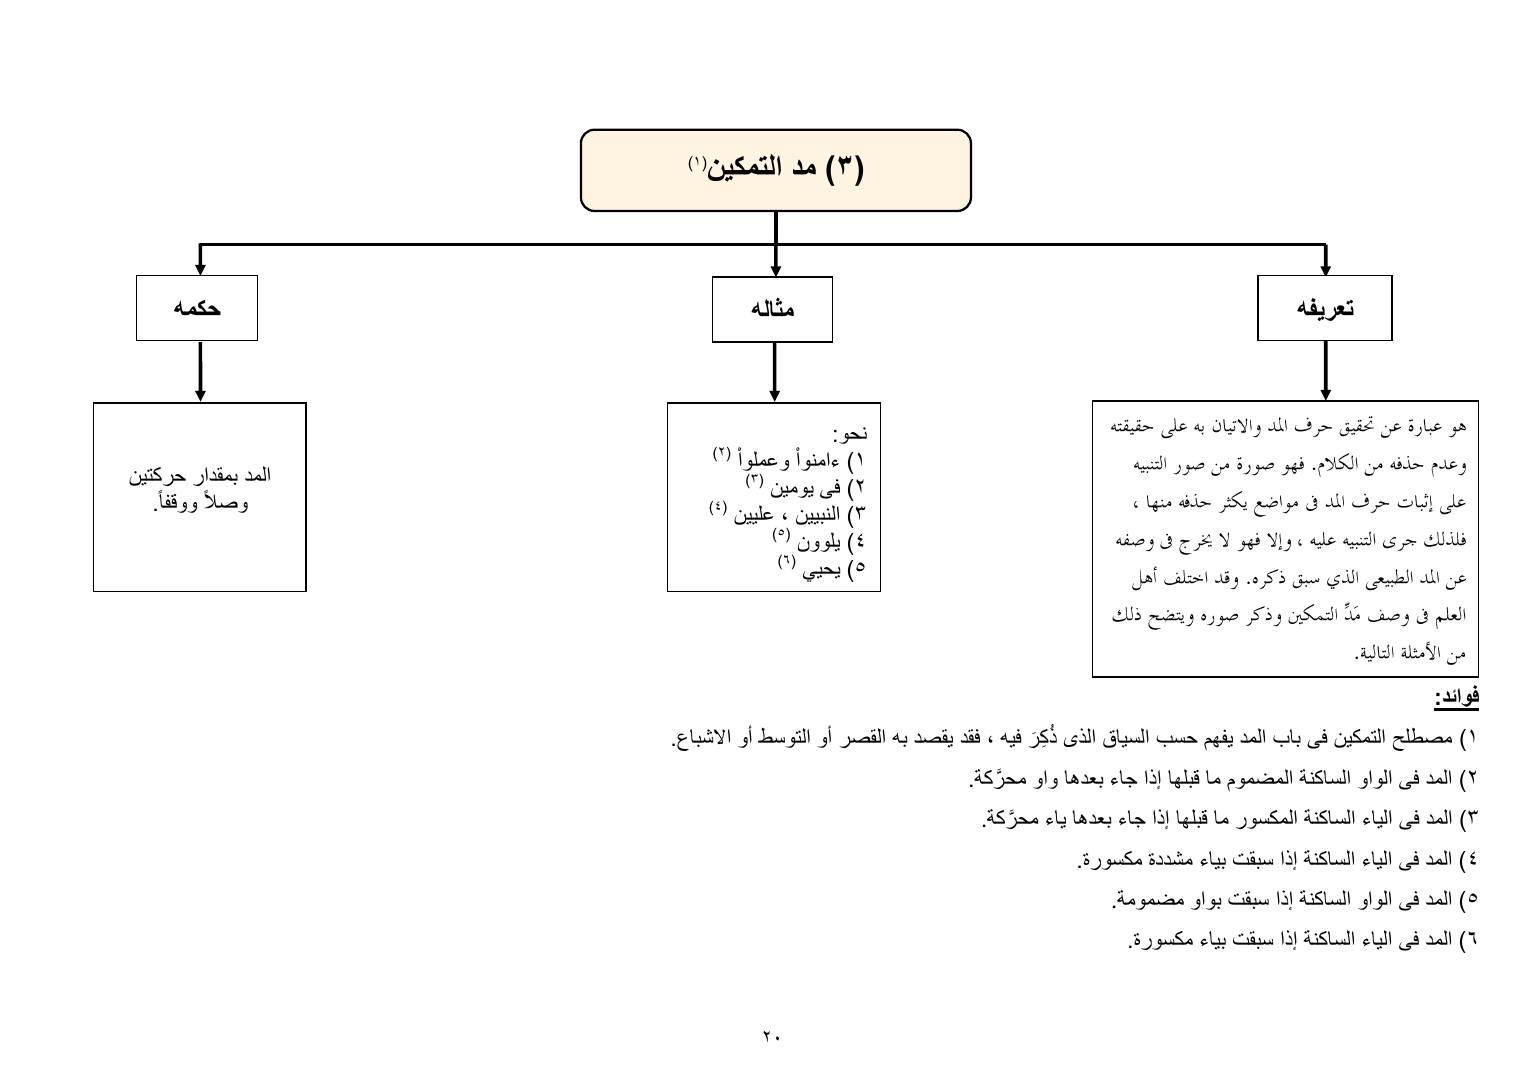 (٣) مد التمكين(١)
تعريفه
مثاله
حكمه
هو عبارة عن تحقيق حرف المد والاتيان به على حقيقته
وعدم حذفه من الكلام. فهو صورة من صور التنبيه
على إثبات حرف المد فى مواضع يكثر حذفه منها ،
فلذلك جرى التنبيه عليه ، وإلا فهو لا يخرج فى وصفه
عن المد الطبيعى الذي سبق ذكره. وقد اختلف أهل
العلم فى وصف مَدِّ التمكين وذكر صوره ويتضح ذلك
من الأمثلة التالية.
نحو:
١) ءامنواْ وعملواْ (٢)
٢) فى يومين (٣)
٣) النبيين ، عليين (٤)
٤) يلوون (٥)
٥) يحيي (٦)
المد بمقدار حركتين
وصلاً ووقفاً.
فوائد:
١) مصطلح التمكين فى باب المد يفهم حسب السياق الذى ذُكِرَ فيه ، فقد يقصد به القصر أو التوسط أو الاشباع.
٢) المد فى الواو الساكنة المضموم ما قبلها إذا جاء بعدها واو محرَّكة.
٣) المد فى الياء الساكنة المكسور ما قبلها إذا جاء بعدها ياء محرَّكة.
٤) المد فى الياء الساكنة إذا سبقت بياء مشددة مكسورة.
٥) المد فى الواو الساكنة إذا سبقت بواو مضمومة.
٦) المد فى الياء الساكنة إذا سبقت بياء مكسورة.
٢٠